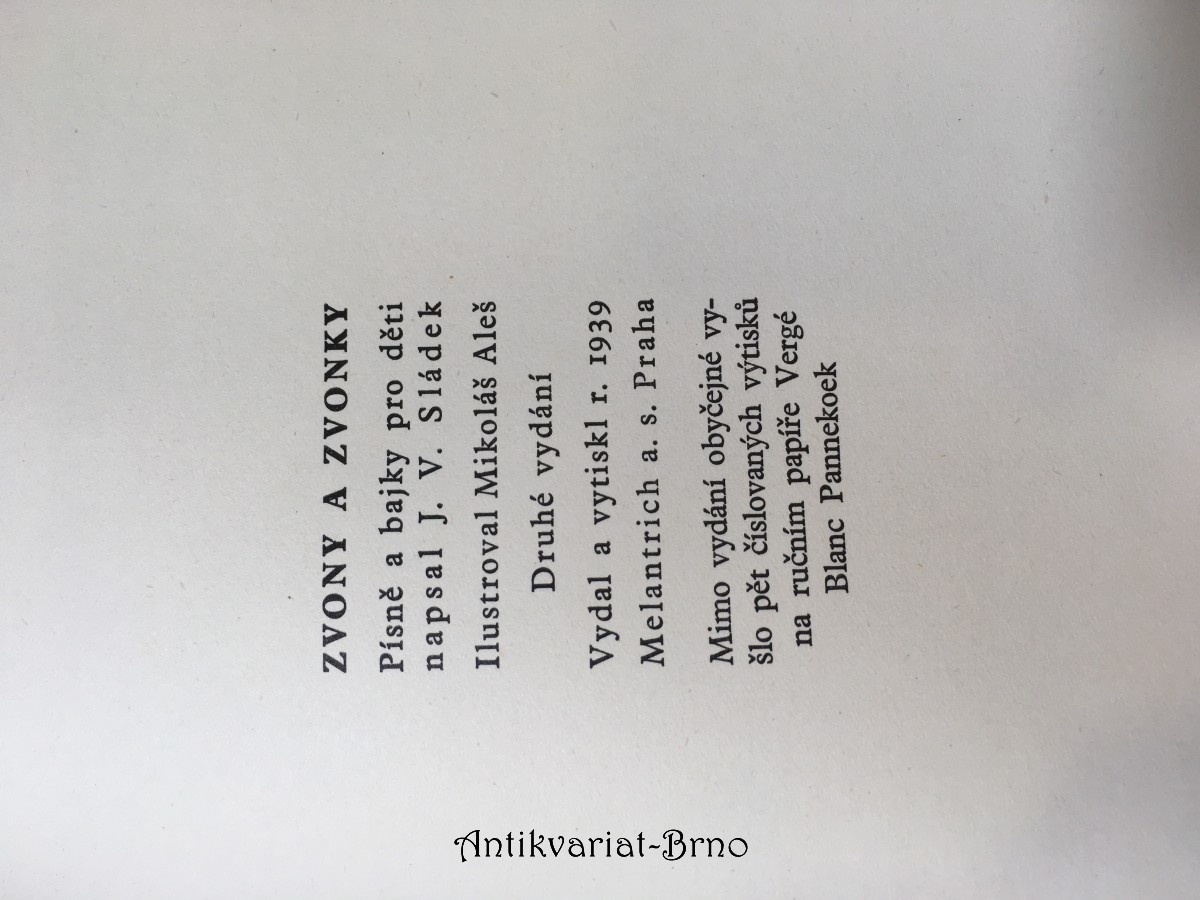 ZVONY A ZVONKY
Písně a bajky pro děti
napsal J. V. Sládek
Ilustroval Mikoláš Aleš
Druhé vydání
Vydal a vytiskl r. 1939
Melantrich a. s. Praha
Mimo vydání obyčejné vy-
šlo pět číslovaných výtisků
na ručním papíře Vergé
Blanc Pannekoek
Antikvariat-Brno